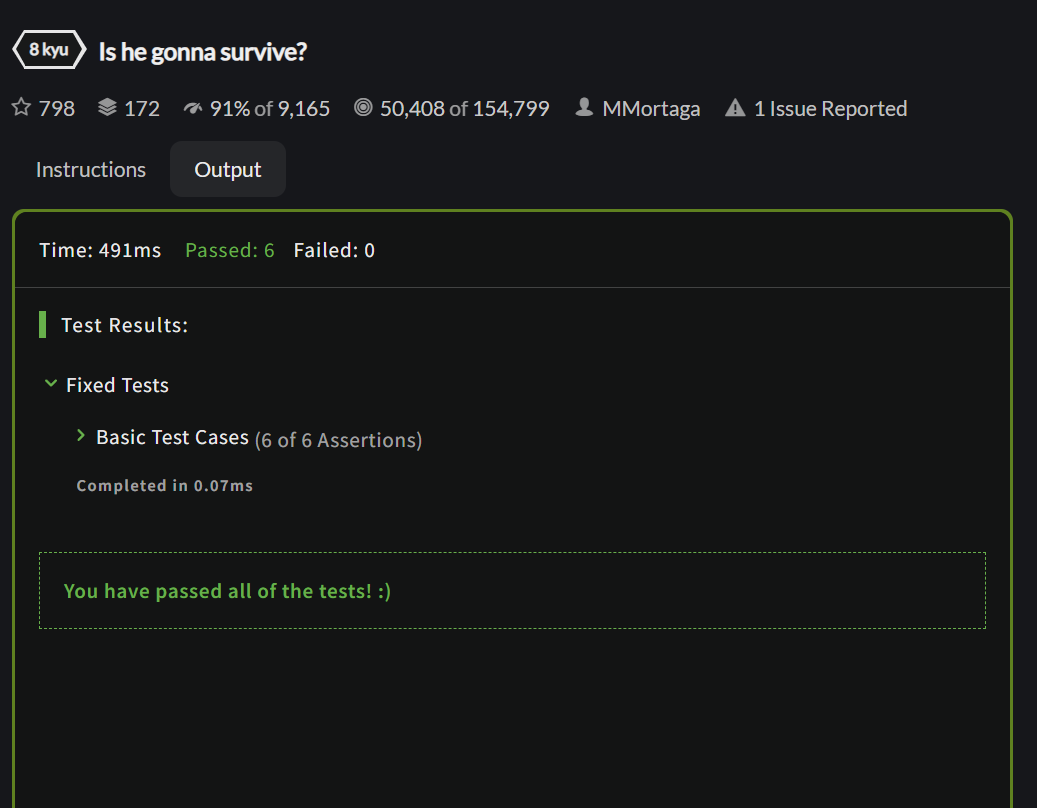 8 kyu Is he gonna survive?
798 172 91% of 9,165 50,408 of 154,799 MMortaga 1 Issue Reported
Instructions Output
Time: 491ms Passed: 6 Failed: 0
Test Results:
Fixed Tests
Basic Test Cases (6 of 6 Assertions)
Completed in 0.07ms
You have passed all of the tests! :)